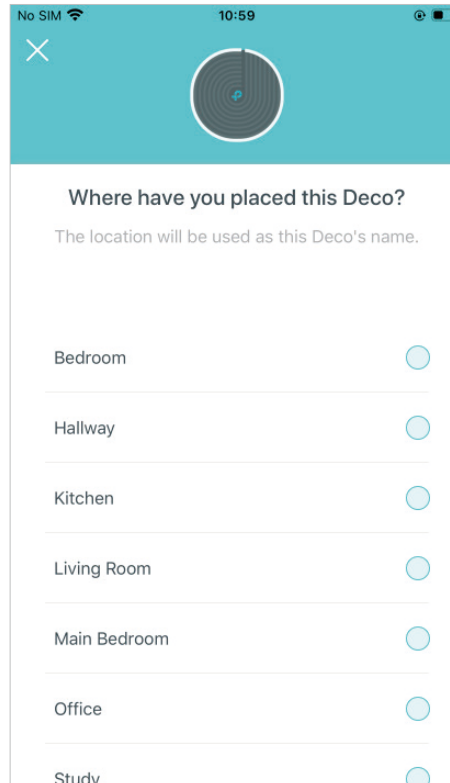 No SIM
10:59
Where have you placed this Deco?
The location will be used as this Deco's name.
Bedroom
Hallway
Kitchen
Living Room
Main Bedroom
Office
Study